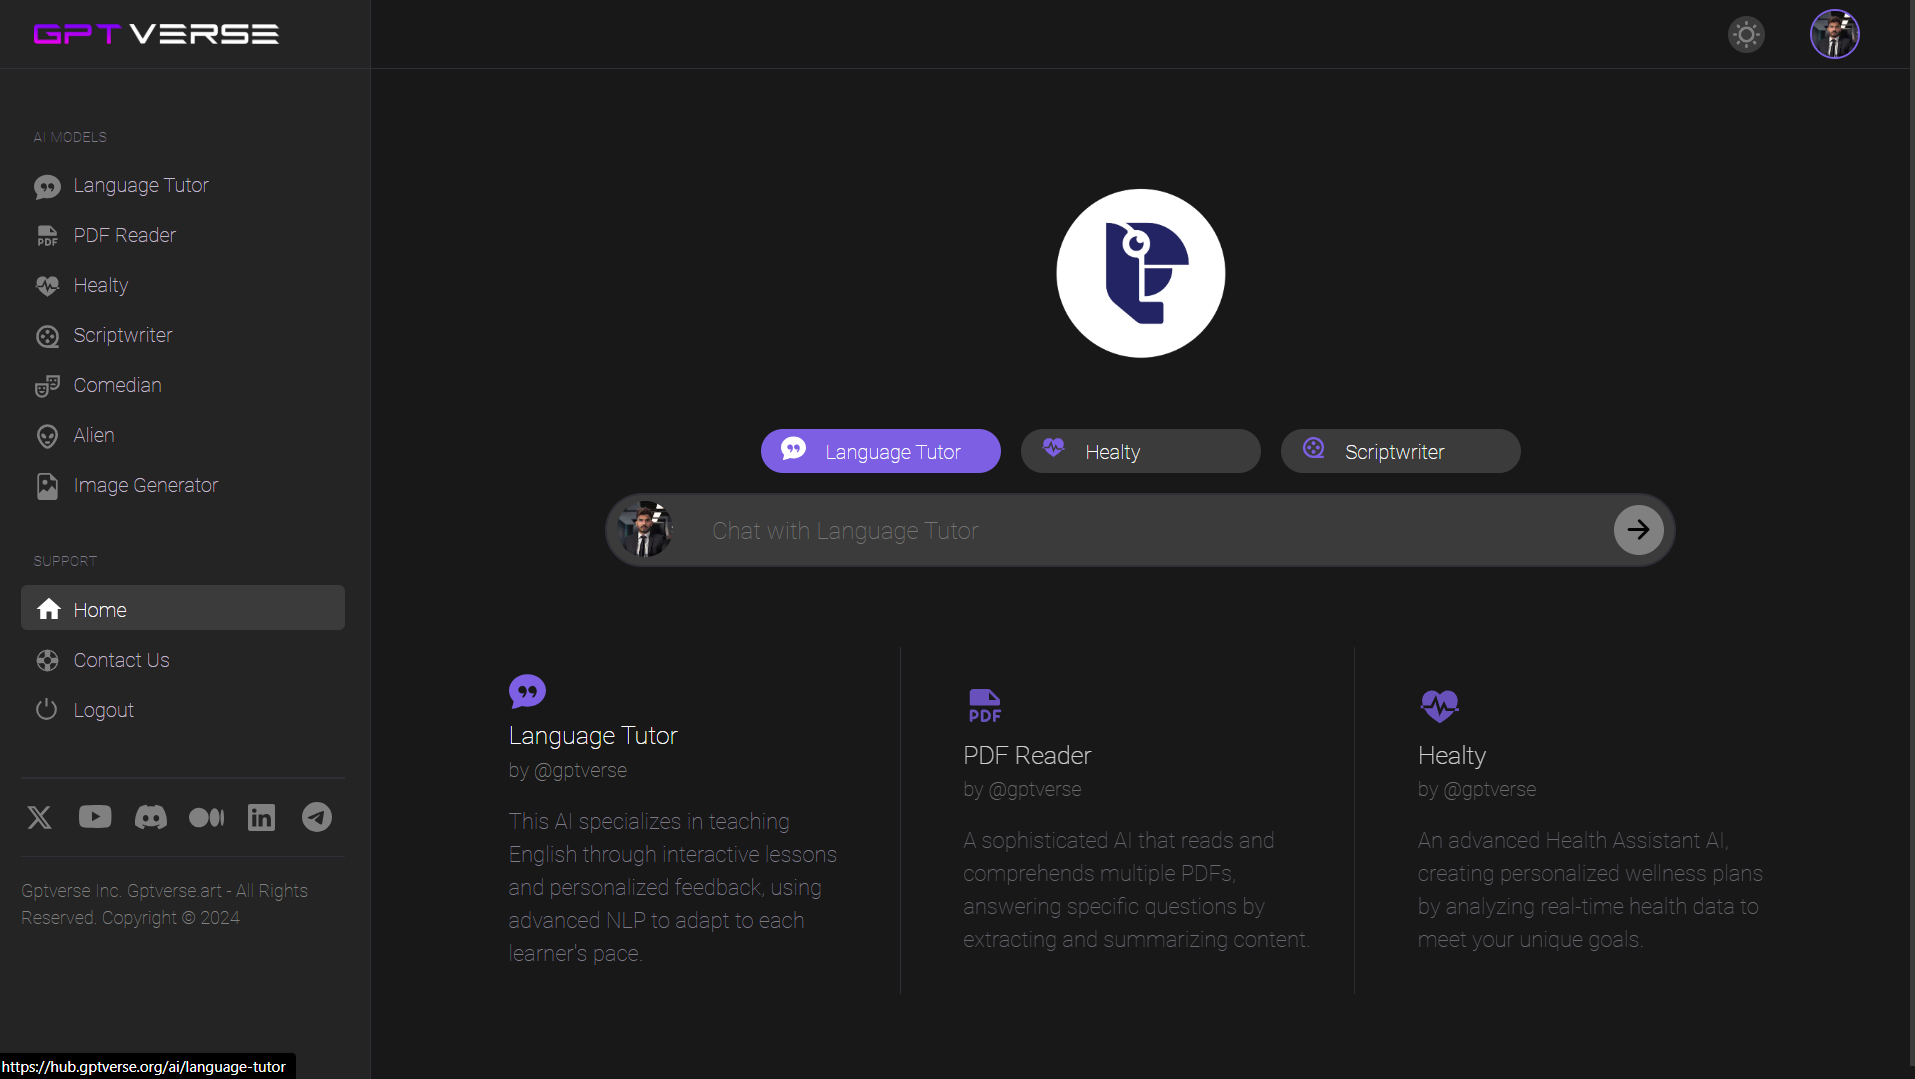 GPT VERSE
AI MODELS
Language Tutor
PDF Reader
Healty
Scriptwriter
Comedian
Alien
Image Generator
SUPPORT
Home
Contact Us
Logout
Gptverse Inc. Gptverse.art - All Rights
Reserved. Copyright © 2024
https://hub.gptverse.org/ai/language-tutor
Language Tutor
Healty
Scriptwriter
Chat with Language Tutor
Language Tutor
by @gptverse
This AI specializes in teaching
English through interactive lessons
and personalized feedback, using
advanced NLP to adapt to each
learner's pace.
PDF
PDF Reader
by @gptverse
A sophisticated AI that reads and
comprehends multiple PDFs,
answering specific questions by
extracting and summarizing content.
Healty
by @gptverse
An advanced Health Assistant AI,
creating personalized wellness plans
by analyzing real-time health data to
meet your unique goals.